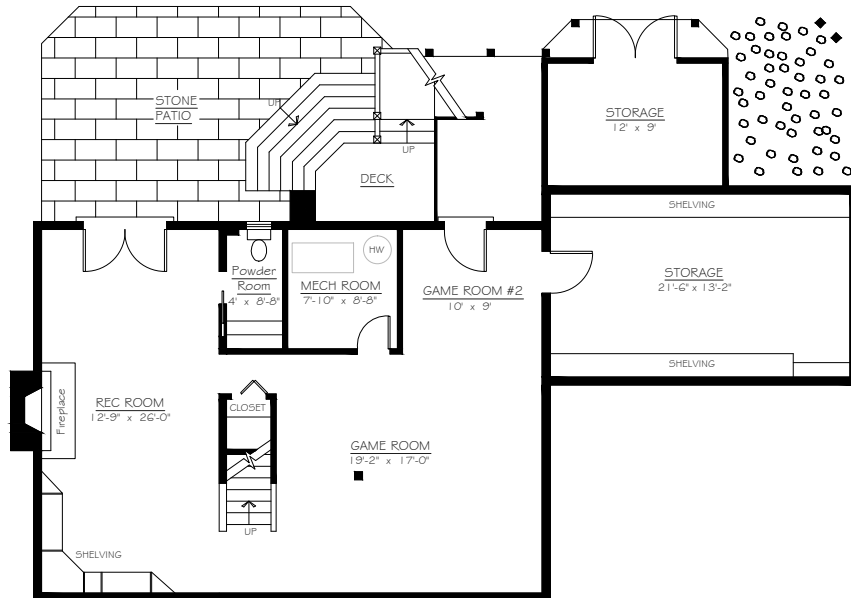 STONE
PATIO
UP
UP
DECK
STORAGE
12' x 9'
SHELVING
STORAGE
21'-6" x 13'-2"
SHELVING
Powder
Room
4' x 8'-8"
MECH ROOM
7'-10" x 8'-8"
HW
GAME ROOM #2
10' x 9'
Fireplace
REC ROOM
12'-9" x 26'-0"
CLOSET
GAME ROOM
19'-2" x 17'-0"
UP
SHELVING